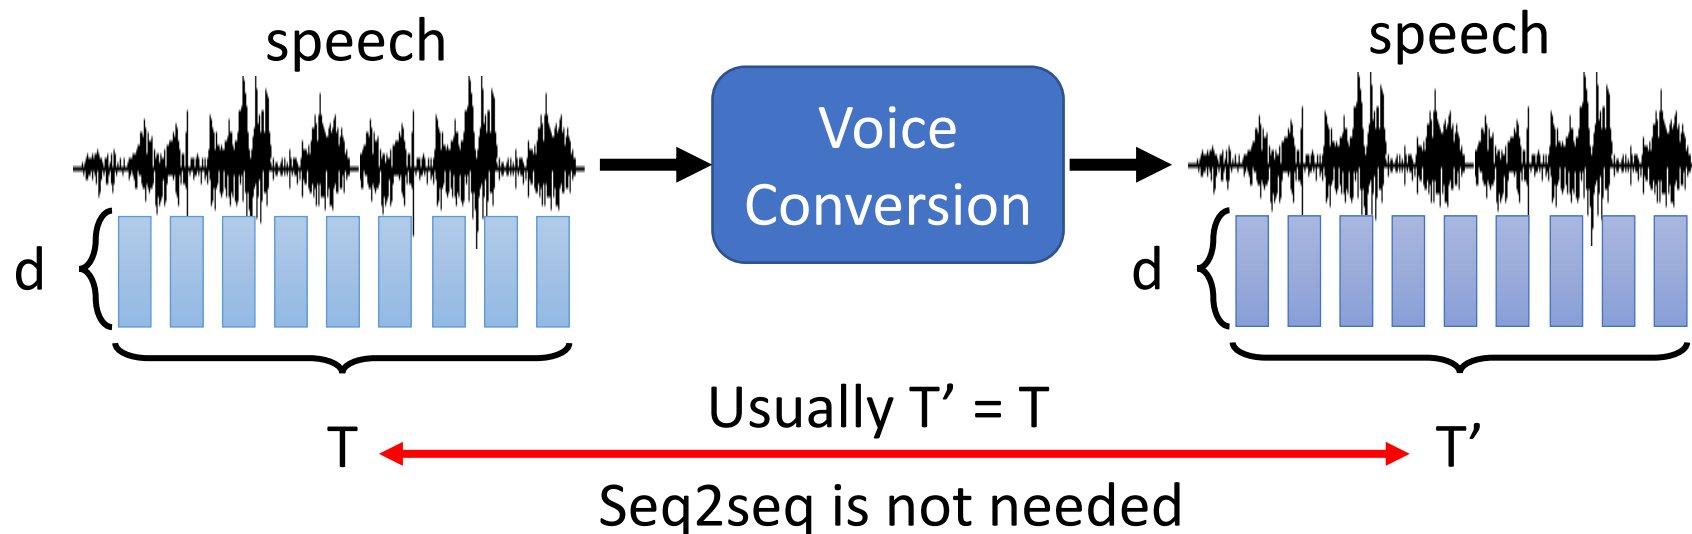 speech
speech
Voice
Conversion
d
d
Usually T’ = T
T
T’
Seq2seq is not needed